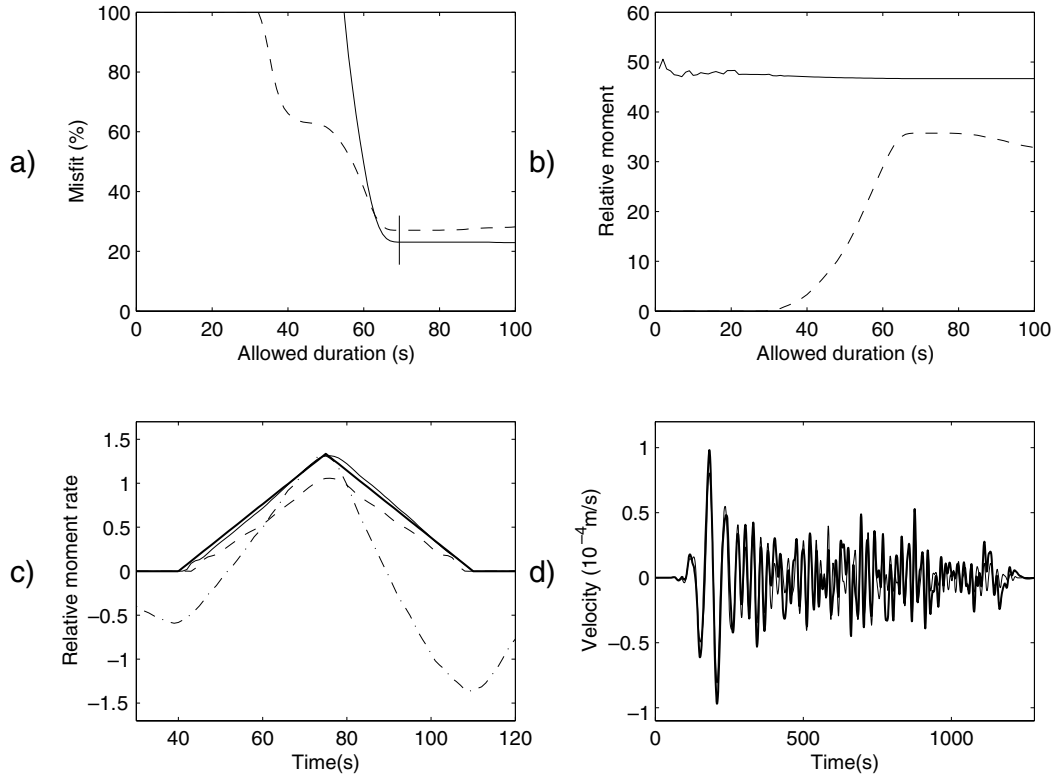 a)
Misfit (%)
100
80
60
40
20
0
0 20 40 60 80 100
Allowed duration (s)
b)
Relative moment
60
50
40
30
20
10
0
0 20 40 60 80 100
Allowed duration (s)
c)
Relative moment rate
1.5
1
0.5
0
−0.5
−1
−1.5
40 60 80 100 120
Time(s)
d)
Velocity (10⁻⁴m/s)
1
0.5
0
−0.5
−1
0 500 1000
Time(s)